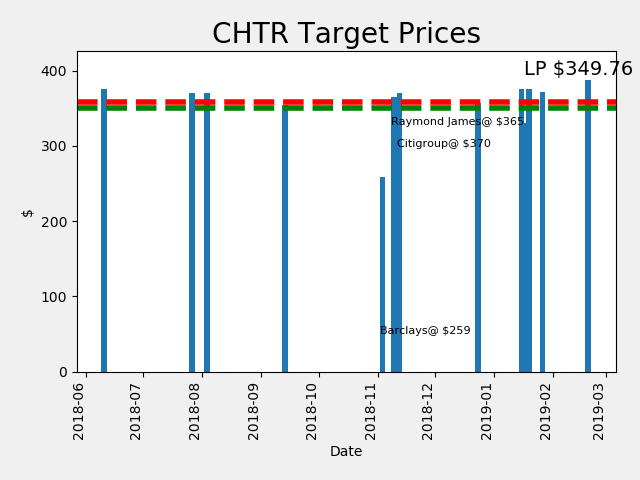 CHTR Target Prices
LP $349.76
400
300
200
100
0
$
Raymond James@ $365
Citigroup@ $370
Barclays@ $259
2018-06
2018-07
2018-08
2018-09
2018-10
2018-11
2018-12
2019-01
2019-02
2019-03
Date